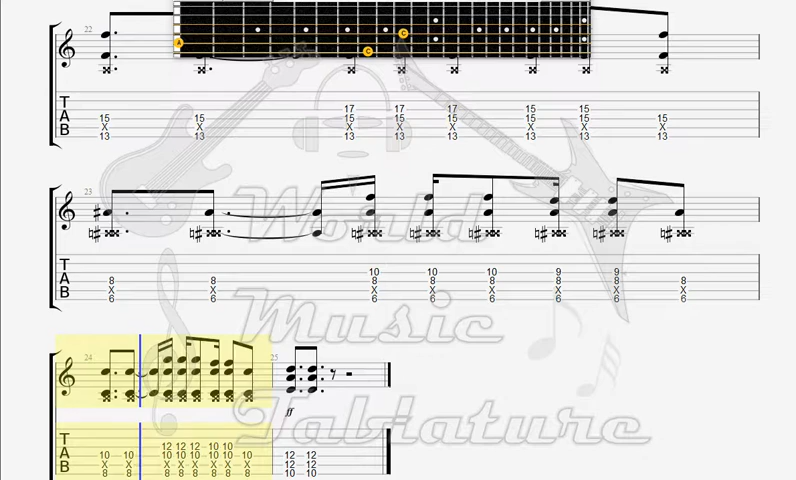 A C C
22
T 17 17 17 15 15
A 15 15 15 15 15 15 15 15
B X X X X X X X X
13 13 13 13 13 13 13 13
World
23
T 10 10 10 9 9
A 8 8 8 8 8 8 8 8
B X X X X X X X X
6 6 6 6 6 6 6 6
Music
24 25
ff
Tablature
T 12 12 12 10 10
A 10 10 10 10 10 10 10 10 12 12
B X X X X X X X X 12 12
8 8 8 8 8 8 8 8 10 10